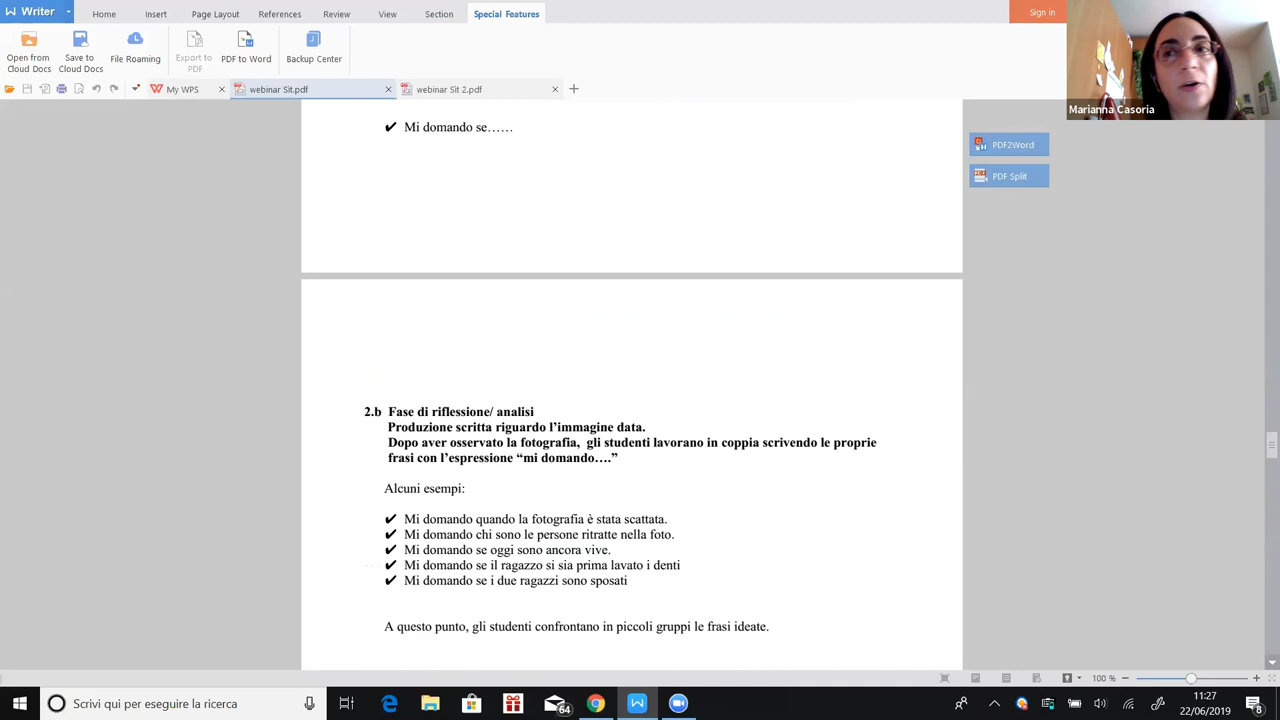 Writer
Home Insert Page Layout References Review View Section Special Features
Sign in
Open from Cloud Docs
Save to Cloud Docs
File Roaming
Export to PDF
PDF to Word
Backup Center
My WPS
webinar Sit.pdf
webinar Sit 2.pdf
Marianna Casoria
PDF2Word
PDF Split
✔ Mi domando se……
2.b Fase di riflessione/ analisi
Produzione scritta riguardo l’immagine data.
Dopo aver osservato la fotografia, gli studenti lavorano in coppia scrivendo le proprie
frasi con l’espressione “mi domando….”
Alcuni esempi:
✔ Mi domando quando la fotografia è stata scattata.
✔ Mi domando chi sono le persone ritratte nella foto.
✔ Mi domando se oggi sono ancora vive.
✔ Mi domando se il ragazzo si sia prima lavato i denti
✔ Mi domando se i due ragazzi sono sposati
A questo punto, gli studenti confrontano in piccoli gruppi le frasi ideate.
100 %
Scrivi qui per eseguire la ricerca
64
11:27
22/06/2019
8